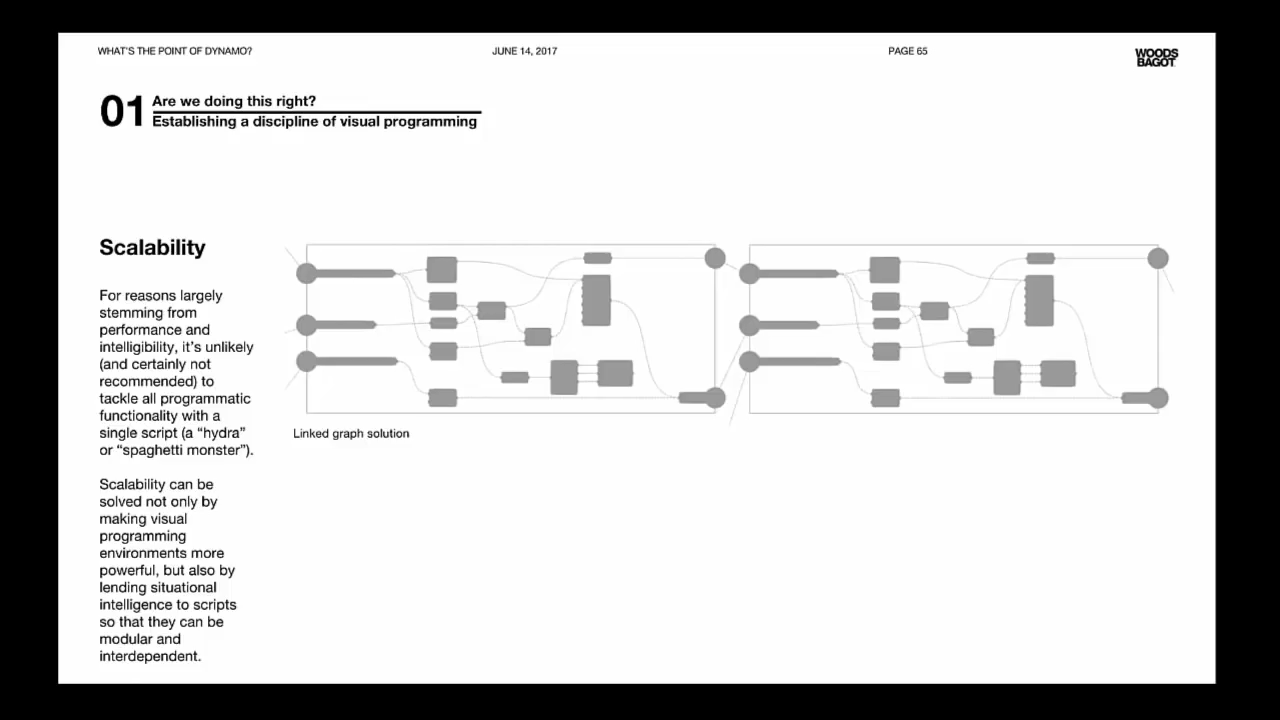 WHAT'S THE POINT OF DYNAMO?
JUNE 14, 2017
PAGE 65
WOODS
BAGOT
01
Are we doing this right?
Establishing a discipline of visual programming
Scalability
For reasons largely
stemming from
performance and
intelligibility, it's unlikely
(and certainly not
recommended) to
tackle all programmatic
functionality with a
single script (a “hydra”
or “spaghetti monster”).
Scalability can be
solved not only by
making visual
programming
environments more
powerful, but also by
lending situational
intelligence to scripts
so that they can be
modular and
interdependent.
Linked graph solution